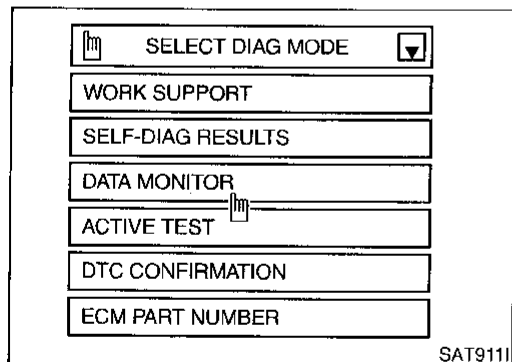 SELECT DIAG MODE
WORK SUPPORT
SELF-DIAG RESULTS
DATA MONITOR
ACTIVE TEST
DTC CONFIRMATION
ECM PART NUMBER
SAT911I